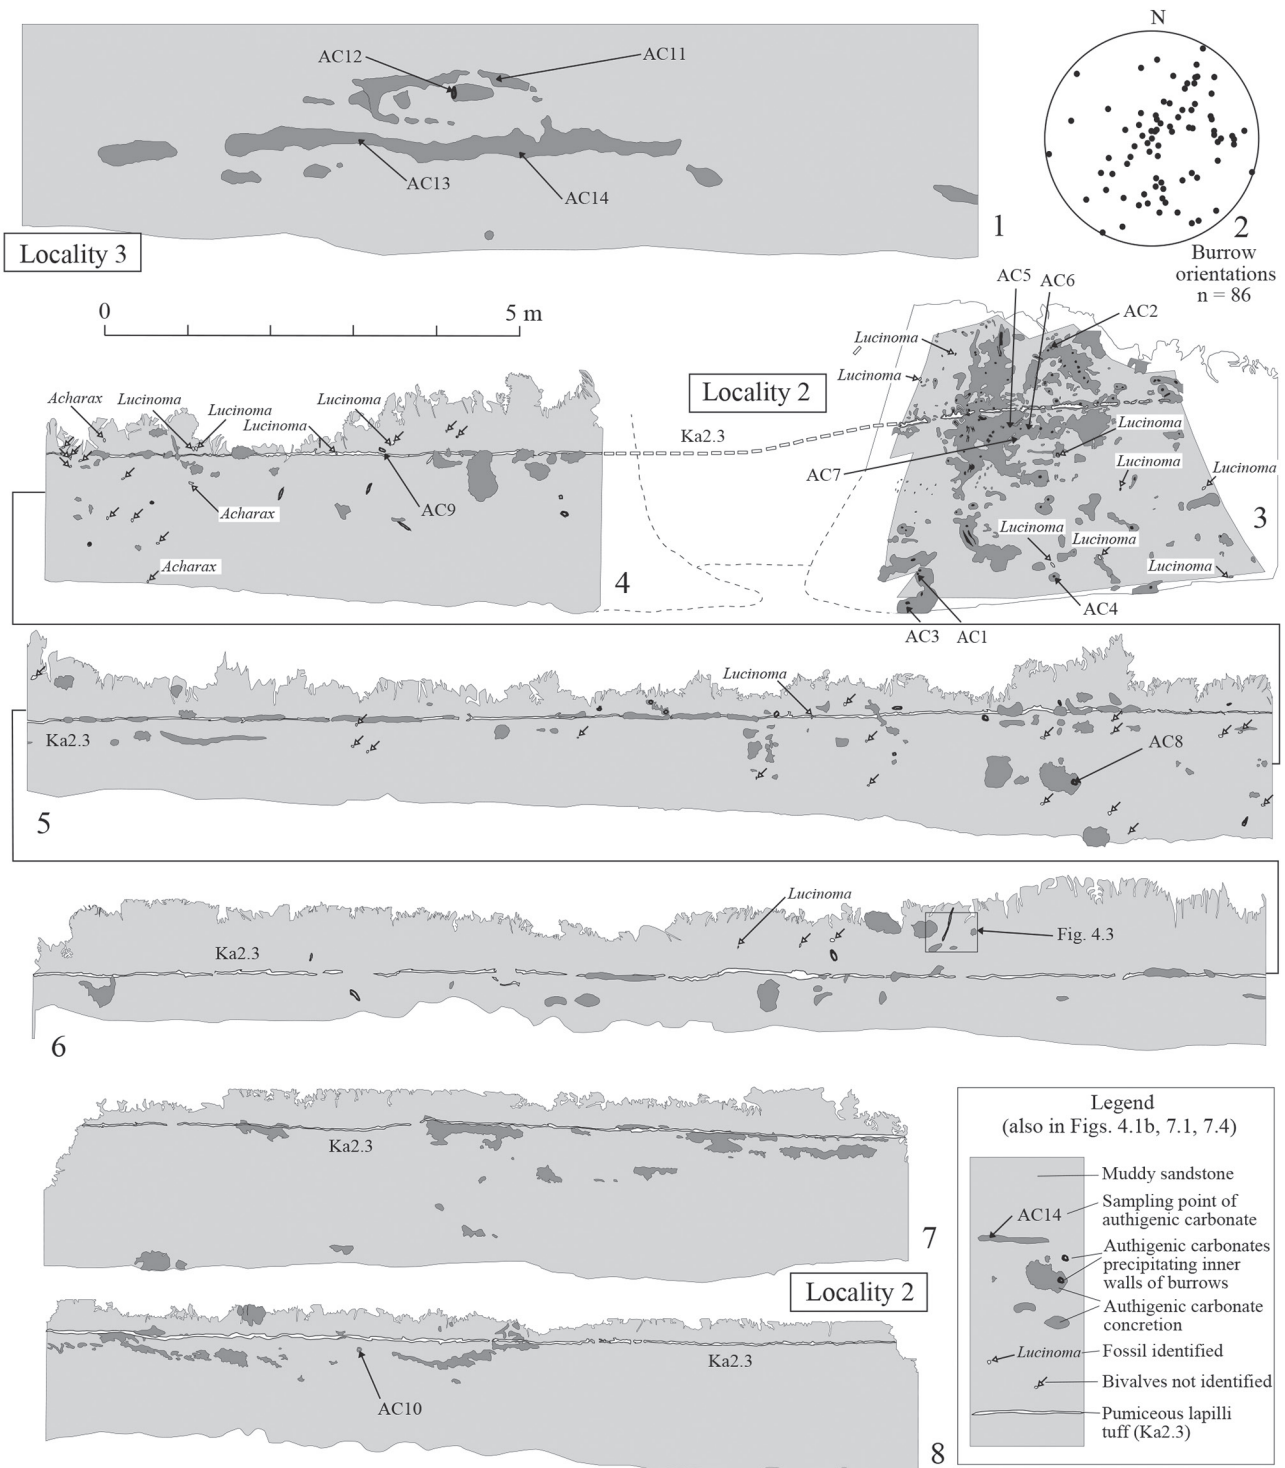 AC12
AC11
AC13
AC14
1
Locality 3
N
2
Burrow
orientations
n = 86
0
5 m
AC5
AC6
AC2
Lucinoma
Lucinoma
Locality 2
Ka2.3
AC7
Lucinoma
Lucinoma
Lucinoma
Lucinoma
Lucinoma
Lucinoma
3
AC4
AC3
AC1
Acharax
Lucinoma
Lucinoma
Lucinoma
Lucinoma
Acharax
AC9
Acharax
4
Lucinoma
Ka2.3
AC8
5
Lucinoma
Ka2.3
Fig. 4.3
6
Ka2.3
7
Locality 2
Ka2.3
AC10
8
Legend
(also in Figs. 4.1b, 7.1, 7.4)
Muddy sandstone
AC14
Sampling point of
authigenic carbonate
Authigenic carbonates
precipitating inner
walls of burrows
Authigenic carbonate
concretion
Lucinoma
Fossil identified
Bivalves not identified
Pumiceous lapilli
tuff (Ka2.3)